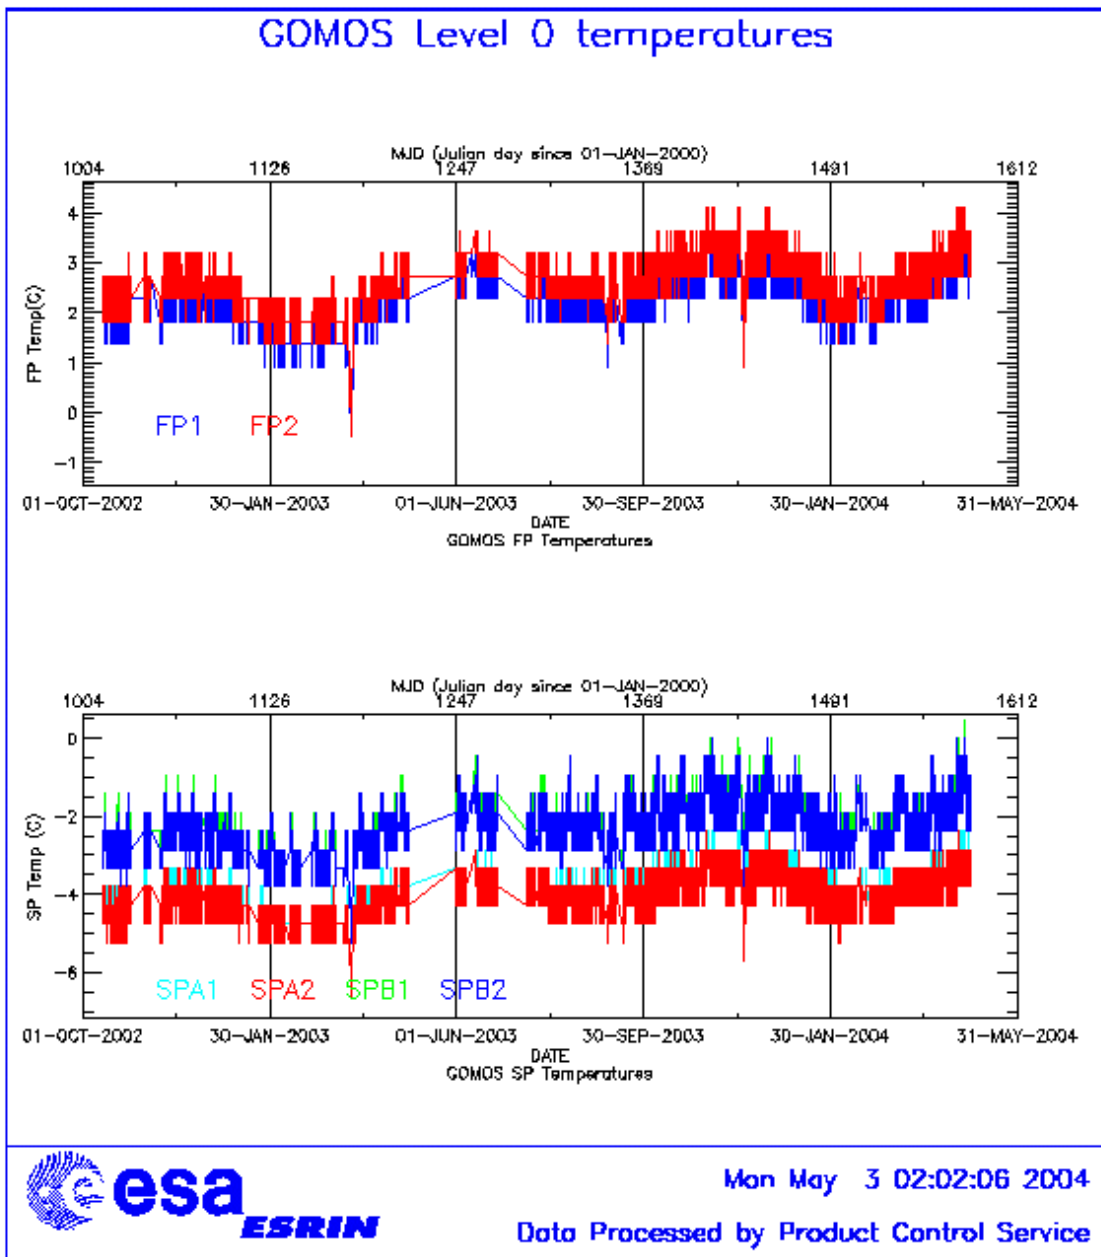 GOMOS Level 0 temperatures
MJD (Julian day since 01-JAN-2000)
1004 1126 1247 1369 1491 1612
FP Temp(C)
4
3
2
1
0
-1
FP1 FP2
01-OCT-2002 30-JAN-2003 01-JUN-2003 30-SEP-2003 30-JAN-2004 31-MAY-2004
DATE
GOMOS FP Temperatures
MJD (Julian day since 01-JAN-2000)
1004 1126 1247 1369 1491 1612
SP Temp (C)
0
-2
-4
-6
SPA1 SPA2 SPB1 SPB2
01-OCT-2002 30-JAN-2003 01-JUN-2003 30-SEP-2003 30-JAN-2004 31-MAY-2004
DATE
GOMOS SP Temperatures
esa
ESRIN
Mon May 3 02:02:06 2004
Data Processed by Product Control Service